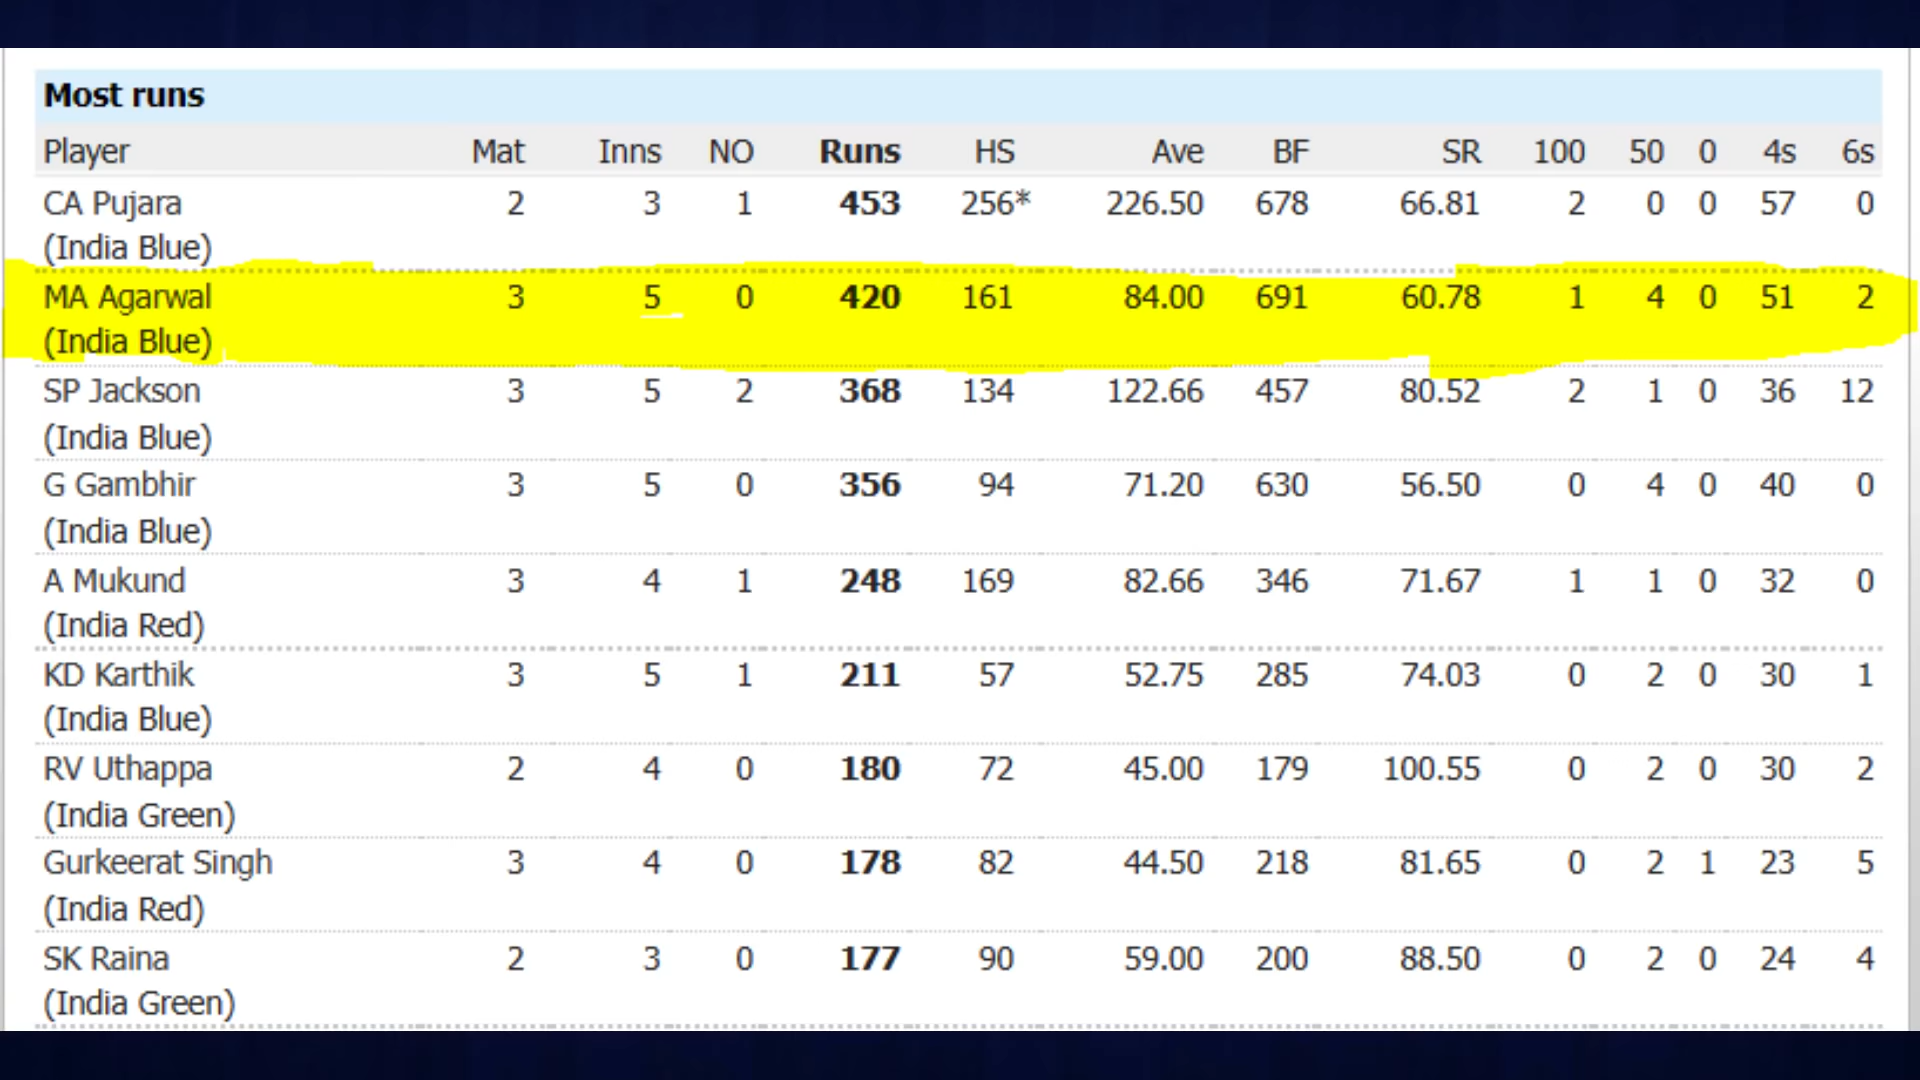 Most runs
Player Mat Inns NO Runs HS Ave BF SR 100 50 0 4s 6s
CA Pujara 2 3 1 453 256* 226.50 678 66.81 2 0 0 57 0
(India Blue)
MA Agarwal 3 5 0 420 161 84.00 691 60.78 1 4 0 51 2
(India Blue)
SP Jackson 3 5 2 368 134 122.66 457 80.52 2 1 0 36 12
(India Blue)
G Gambhir 3 5 0 356 94 71.20 630 56.50 0 4 0 40 0
(India Blue)
A Mukund 3 4 1 248 169 82.66 346 71.67 1 1 0 32 0
(India Red)
KD Karthik 3 5 1 211 57 52.75 285 74.03 0 2 0 30 1
(India Blue)
RV Uthappa 2 4 0 180 72 45.00 179 100.55 0 2 0 30 2
(India Green)
Gurkeerat Singh 3 4 0 178 82 44.50 218 81.65 0 2 1 23 5
(India Red)
SK Raina 2 3 0 177 90 59.00 200 88.50 0 2 0 24 4
(India Green)